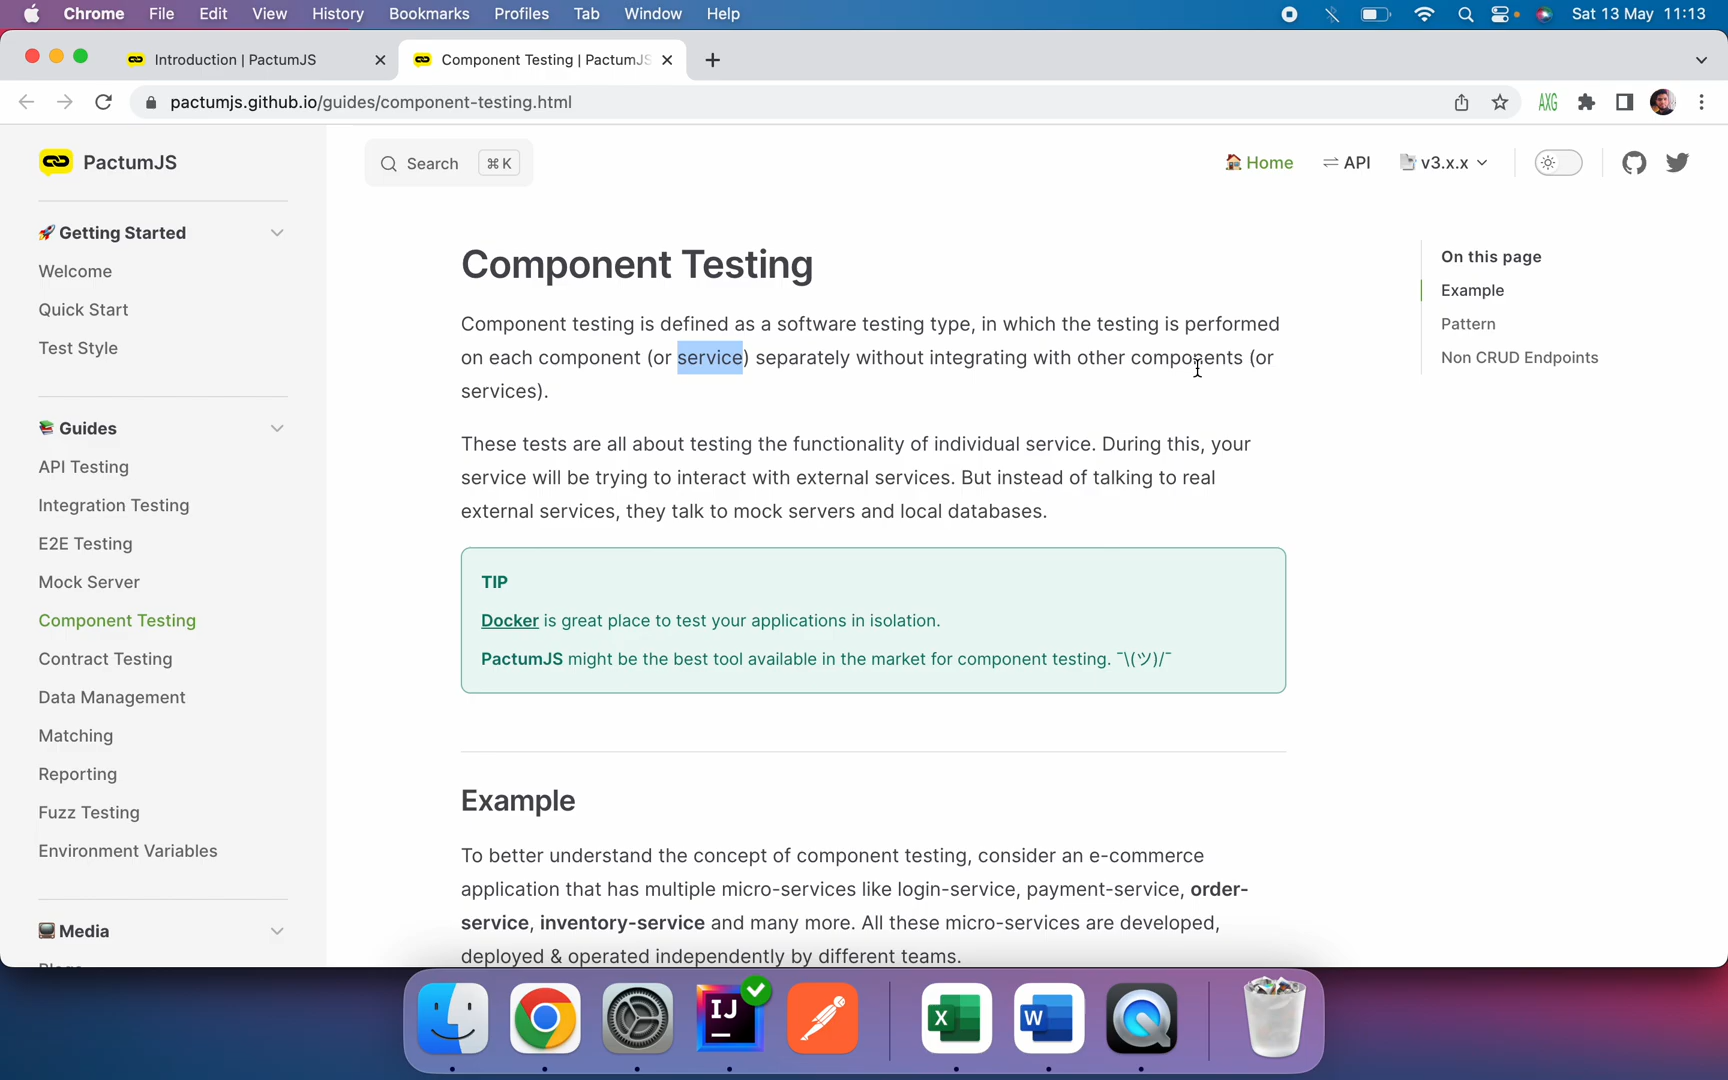 Chrome File Edit View History Bookmarks Profiles Tab Window Help Sat 13 May 11:13
Introduction | PactumJS
Component Testing | PactumJS
pactumjs.github.io/guides/component-testing.html
AXG
PactumJS
Search ⌘ K
Home API v3.x.x
Getting Started
Welcome
Quick Start
Test Style
Guides
API Testing
Integration Testing
E2E Testing
Mock Server
Component Testing
Contract Testing
Data Management
Matching
Reporting
Fuzz Testing
Environment Variables
Media
Component Testing
Component testing is defined as a software testing type, in which the testing is performed
on each component (or service) separately without integrating with other components (or
services).
These tests are all about testing the functionality of individual service. During this, your
service will be trying to interact with external services. But instead of talking to real
external services, they talk to mock servers and local databases.
TIP
Docker is great place to test your applications in isolation.
PactumJS might be the best tool available in the market for component testing. ¯\(ツ)/¯
Example
To better understand the concept of component testing, consider an e-commerce
application that has multiple micro-services like login-service, payment-service, order-
service, inventory-service and many more. All these micro-services are developed,
deployed & operated independently by different teams.
On this page
Example
Pattern
Non CRUD Endpoints
IJ
X
W